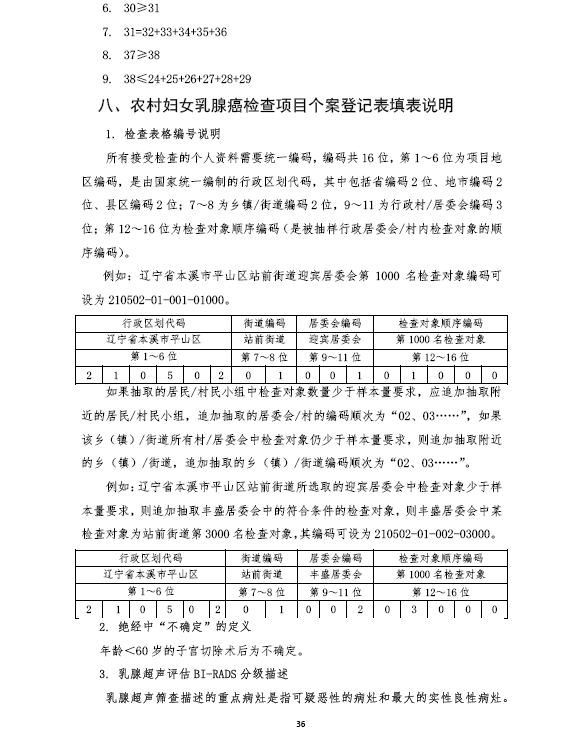 6. 30≥31
7. 31=32+33+34+35+36
8. 37≥38
9. 38≤24+25+26+27+28+29
八、农村妇女乳腺癌检查项目个案登记表填表说明
1. 检查表格编号说明
所有接受检查的个人资料需要统一编码，编码共 16 位，第 1～6 位为项目地
区编码，是由国家统一编制的行政区划代码，其中包括省编码 2 位、地市编码 2
位、县区编码 2 位；7～8 为乡镇/街道编码 2 位，9～11 为行政村/居委会编码 3
位；第 12～16 位为检查对象顺序编码（是被抽样行政居委会/村内检查对象的顺
序编码）。
例如：辽宁省本溪市平山区站前街道迎宾居委会第 1000 名检查对象编码可
设为 210502-01-001-01000。
行政区划代码 街道编码 居委会编码 检查对象顺序编码
辽宁省本溪市平山区 站前街道 迎宾居委会 第 1000 名检查对象
第 1～6 位 第 7～8 位 第 9～11 位 第 12～16 位
2 1 0 5 0 2 0 1 0 0 1 0 1 0 0 0
如果抽取的居民/村民小组中检查对象数量少于样本量要求，应追加抽取附
近的居民/村民小组，追加抽取的居委会/村的编码顺次为“02、03……”，如果
该乡（镇）/街道所有村/居委会中检查对象仍少于样本量要求，则追加抽取附近
的乡（镇）/街道，追加抽取的乡（镇）/街道编码顺次为“02、03……”。
例如：辽宁省本溪市平山区站前街道所选取的迎宾居委会中检查对象少于样
本量要求，则追加抽取丰盛居委会中的符合条件的检查对象，则丰盛居委会中某
检查对象为站前街道第 3000 名检查对象，其编码可设为 210502-01-002-03000。
行政区划代码 街道编码 居委会编码 检查对象顺序编码
辽宁省本溪市平山区 站前街道 丰盛居委会 第 1000 名检查对象
第 1～6 位 第 7～8 位 第 9～11 位 第 12～16 位
2 1 0 5 0 2 0 1 0 0 2 0 3 0 0 0
2. 绝经中“不确定”的定义
年龄＜60 岁的子宫切除术后为不确定。
3. 乳腺超声评估 BI-RADS 分级描述
乳腺超声筛查描述的重点病灶是指可疑恶性的病灶和最大的实性良性病灶。
36